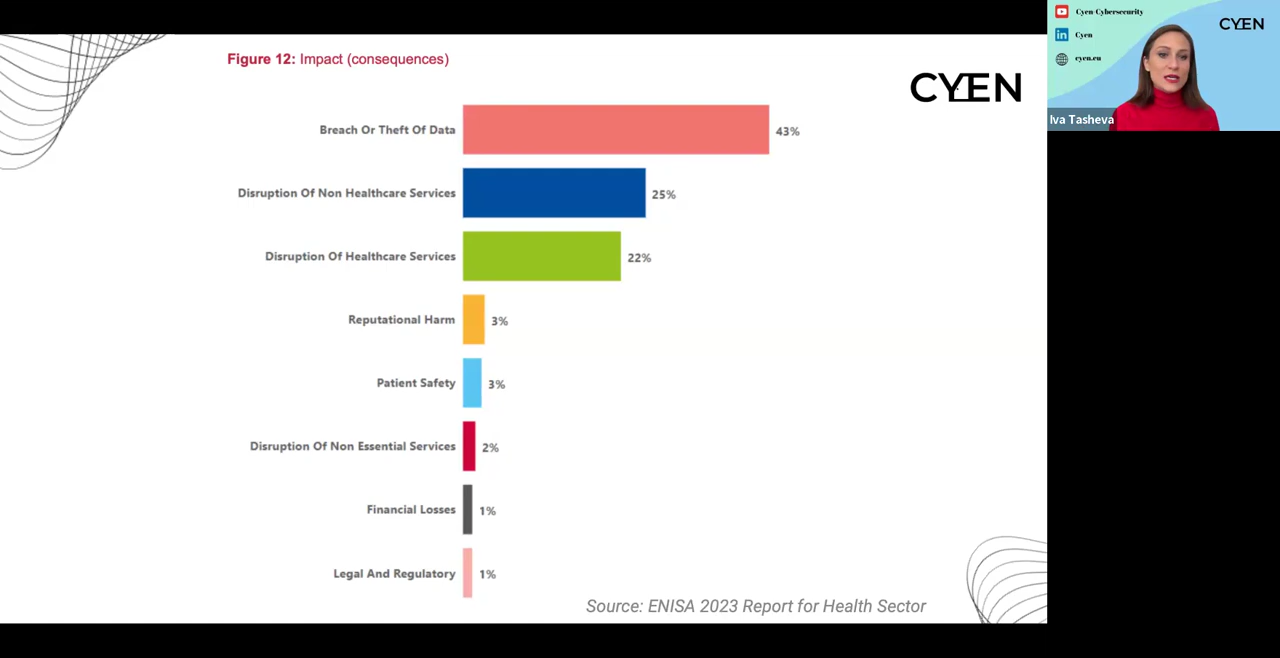 Figure 12: Impact (consequences)
CYEN
Breach Or Theft Of Data 43%
Disruption Of Non Healthcare Services 25%
Disruption Of Healthcare Services 22%
Reputational Harm 3%
Patient Safety 3%
Disruption Of Non Essential Services 2%
Financial Losses 1%
Legal And Regulatory 1%
Source: ENISA 2023 Report for Health Sector
Cyen Cybersecurity
Cyen
cyen.eu
CYEN
Iva Tasheva